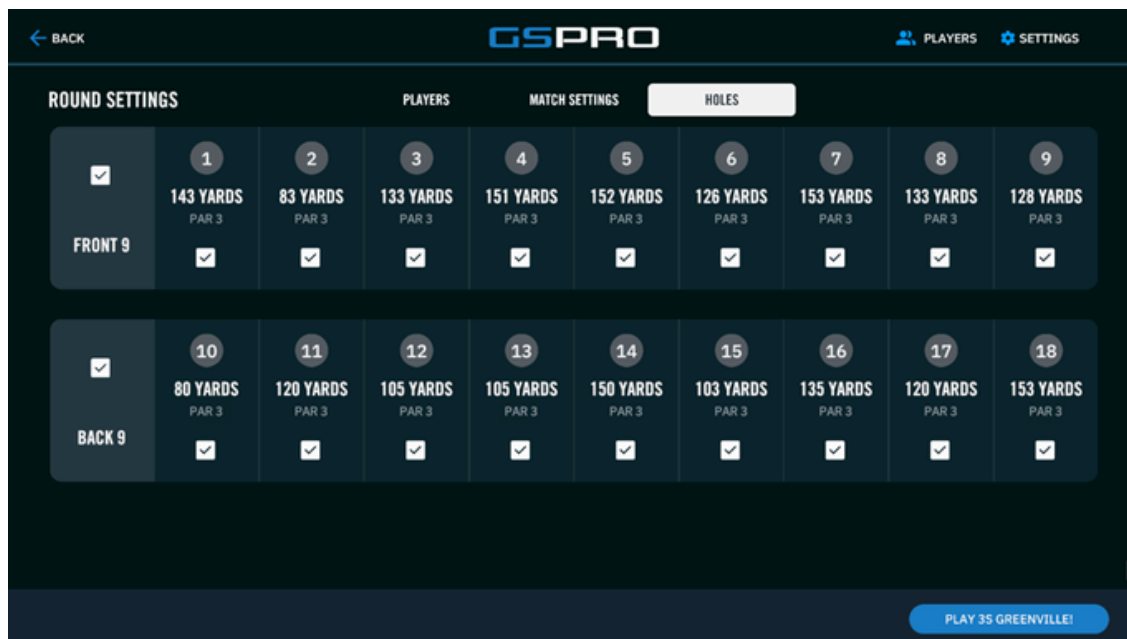 BACK
GSPRO
PLAYERS SETTINGS
ROUND SETTINGS
PLAYERS MATCH SETTINGS HOLES
1 2 3 4 5 6 7 8 9
143 YARDS 83 YARDS 133 YARDS 151 YARDS 152 YARDS 126 YARDS 153 YARDS 133 YARDS 128 YARDS
PAR 3 PAR 3 PAR 3 PAR 3 PAR 3 PAR 3 PAR 3 PAR 3 PAR 3
FRONT 9
10 11 12 13 14 15 16 17 18
80 YARDS 120 YARDS 105 YARDS 105 YARDS 150 YARDS 103 YARDS 135 YARDS 120 YARDS 153 YARDS
PAR 3 PAR 3 PAR 3 PAR 3 PAR 3 PAR 3 PAR 3 PAR 3 PAR 3
BACK 9
PLAY 3S GREENVILLE!